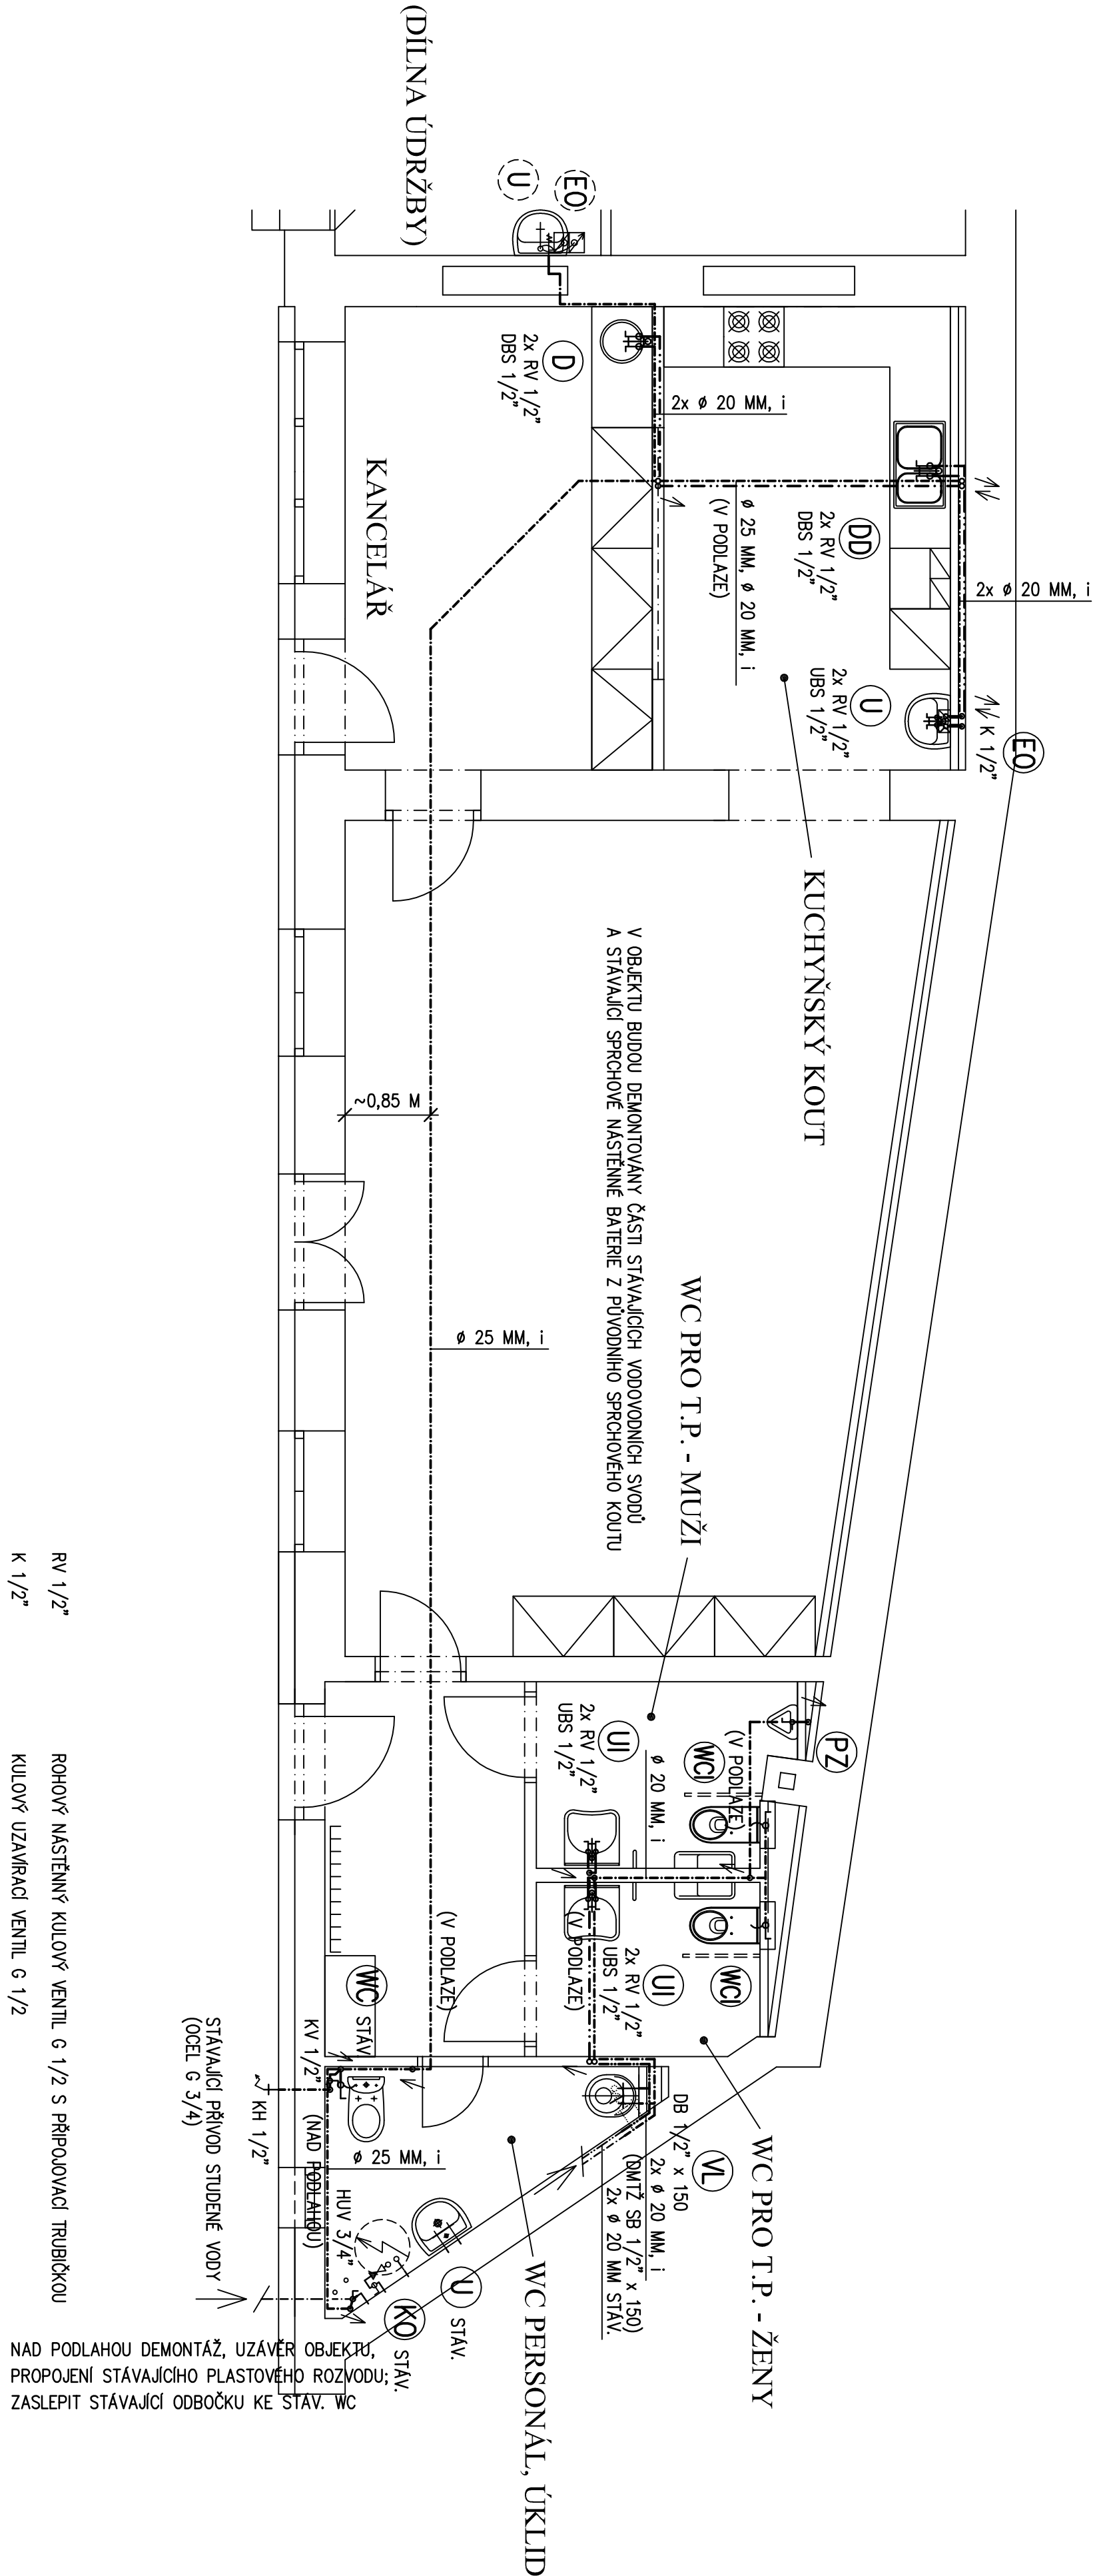 (DÍLNA ÚDRŽBY)
U
EO
D
2x RV 1/2"
DBS 1/2"
KANCELÁŘ
2x ø 20 MM, i
ø 25 MM, ø 20 MM, i
(V PODLAZE)
DD
2x RV 1/2"
DBS 1/2"
2x ø 20 MM, i
U
2x RV 1/2"
UBS 1/2"
K 1/2"
EO
KUCHYŇSKÝ KOUT
V OBJEKTU BUDOU DEMONTOVÁNY ČÁSTI STÁVAJÍCÍCH VODOVODNÍCH SVODŮ
A STÁVAJÍCÍ SPRCHOVÉ NÁSTĚNNÉ BATERIE Z PŮVODNÍHO SPRCHOVÉHO KOUTU
~0,85 M
ø 25 MM, i
WC PRO T.P. - MUŽI
PZ
UI
2x RV 1/2"
UBS 1/2"
WCI
(V PODLAZE)
ø 20 MM, i
(V PODLAZE)
(V PODLAZE)
UI
2x RV 1/2"
UBS 1/2"
WCI
WC PRO T.P. - ŽENY
WC
STÁV.
KV 1/2"
KH 1/2"
(NAD PODLAHOU)
ø 25 MM, i
HUV 3/4"
VL
DB 1/2" x 150
2x ø 20 MM, i
(DMTŽ SB 1/2" x 150)
2x ø 20 MM STÁV.
U
STÁV.
KO
STÁV.
WC PERSONÁL, ÚKLID
STÁVAJÍCÍ PŘÍVOD STUDENÉ VODY
(OCEL G 3/4)
NAD PODLAHOU DEMONTÁŽ, UZÁVĚR OBJEKTU,
PROPOJENÍ STÁVAJÍCÍHO PLASTOVÉHO ROZVODU;
ZASLEPIT STÁVAJÍCÍ ODBOČKU KE STÁV. WC
RV 1/2" ROHOVÝ NÁSTĚNNÝ KULOVÝ VENTIL G 1/2 S PŘIPOJOVACÍ TRUBIČKOU
K 1/2" KULOVÝ UZAVÍRACÍ VENTIL G 1/2